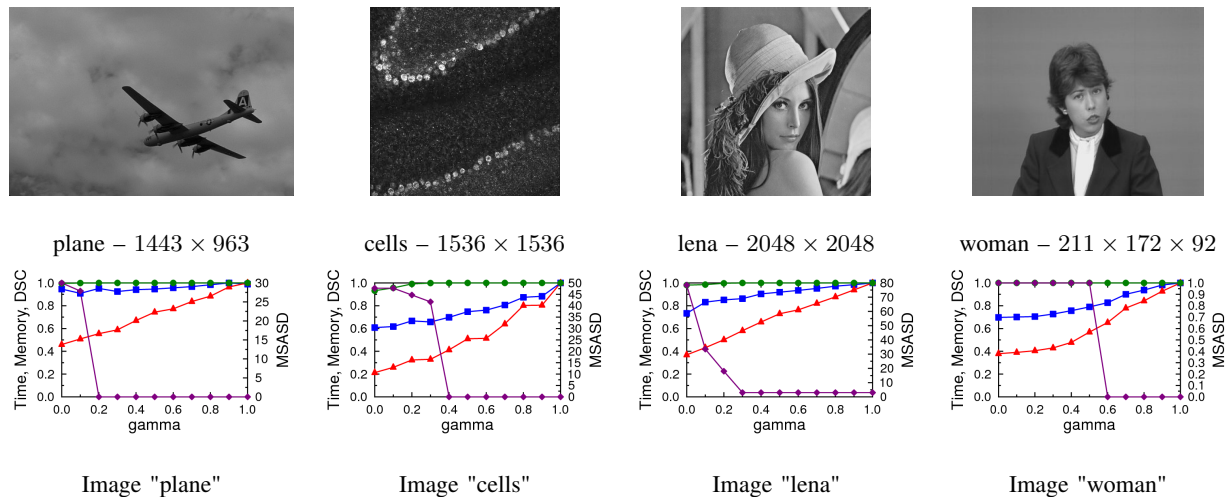 plane – 1443 × 963
cells – 1536 × 1536
lena – 2048 × 2048
woman – 211 × 172 × 92
Time, Memory, DSC
1.0
0.8
0.6
0.4
0.2
0.0
0.0 0.2 0.4 0.6 0.8 1.0
gamma
30
25
20
15
10
5
0
MSASD
Time, Memory, DSC
1.0
0.8
0.6
0.4
0.2
0.0
0.0 0.2 0.4 0.6 0.8 1.0
gamma
50
45
40
35
30
25
20
15
10
5
0
MSASD
Time, Memory, DSC
1.0
0.8
0.6
0.4
0.2
0.0
0.0 0.2 0.4 0.6 0.8 1.0
gamma
80
70
60
50
40
30
20
10
0
MSASD
Time, Memory, DSC
1.0
0.8
0.6
0.4
0.2
0.0
0.0 0.2 0.4 0.6 0.8 1.0
gamma
1.0
0.9
0.8
0.7
0.6
0.5
0.4
0.3
0.2
0.1
0.0
MSASD
Image "plane"
Image "cells"
Image "lena"
Image "woman"